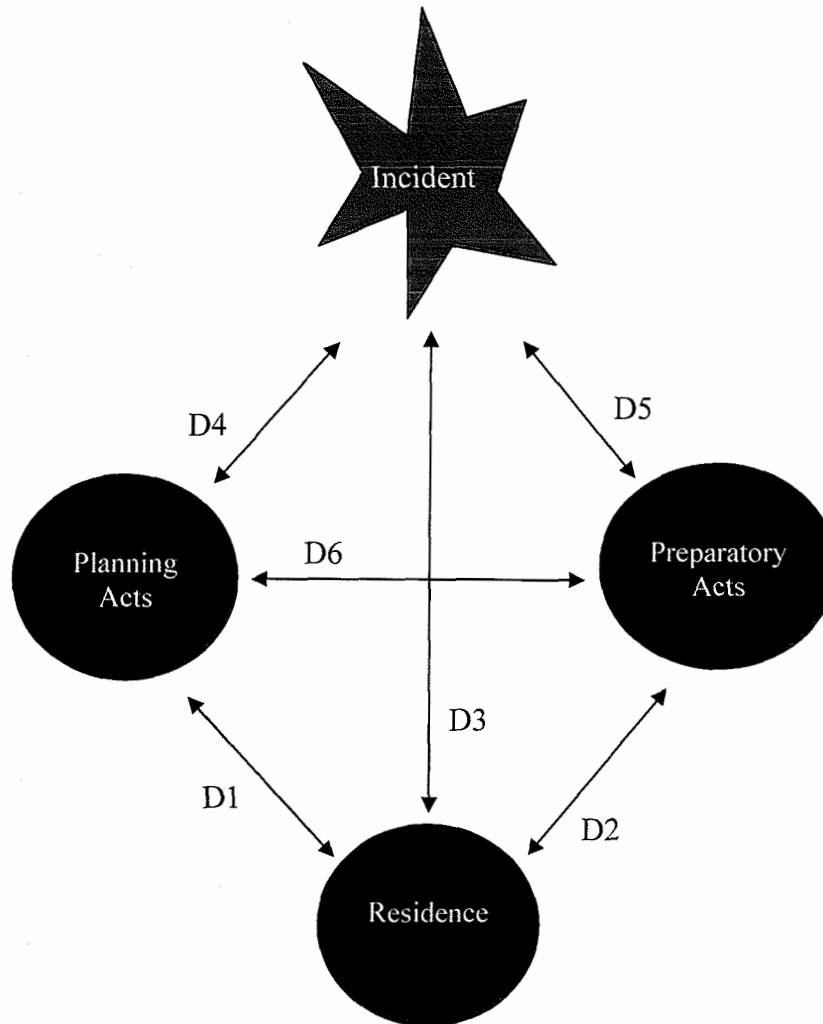 Incident
D4
D5
Planning
Acts
D6
Preparatory
Acts
D3
D1
D2
Residence